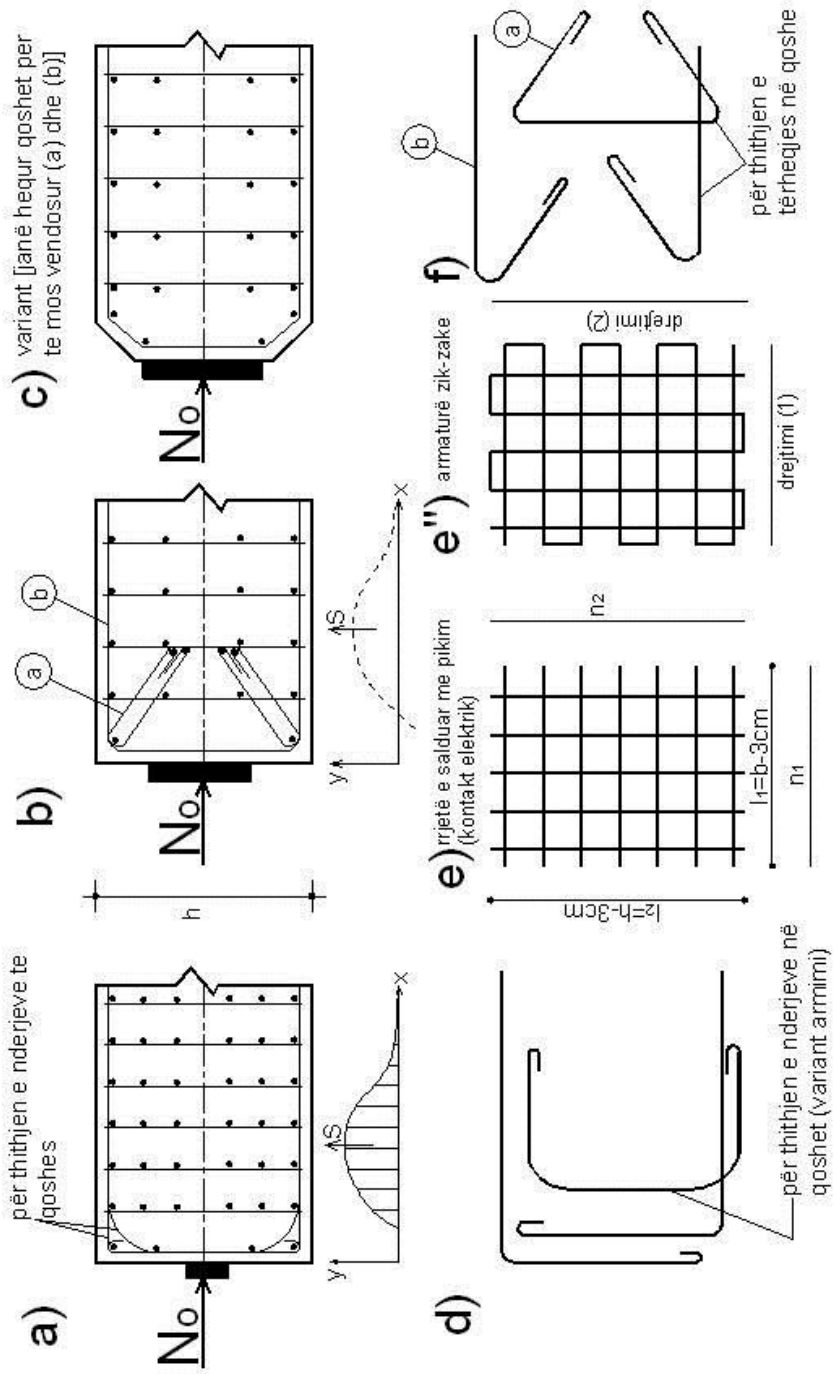 a)
për thithjen e nderjeve te
qoshes
No
y
S
x
h
b)
a
b
No
y
S
x
c)
variant [janë hequr qoshet per
te mos vendosur (a) dhe (b)]
No
d)
për thithjen e nderjeve në
qoshet (variant armimi)
e)
rrjetë e salduar me pikim
(kontakt elektrik)
l₂=h-3cm
l₁=b-3cm
n₁
n₂
e'')
armaturë zik-zake
drejtimi (1)
drejtimi (2)
f)
b
a
për thithjen e
tërheqjes në qoshe